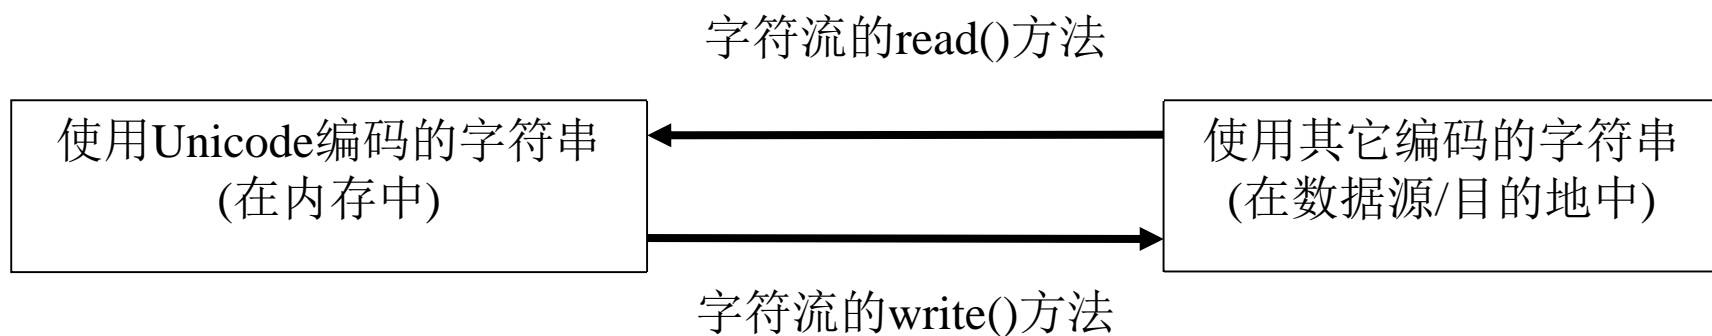 字符流的read()方法
使用Unicode编码的字符串
(在内存中)
使用其它编码的字符串
(在数据源/目的地中)
字符流的write()方法